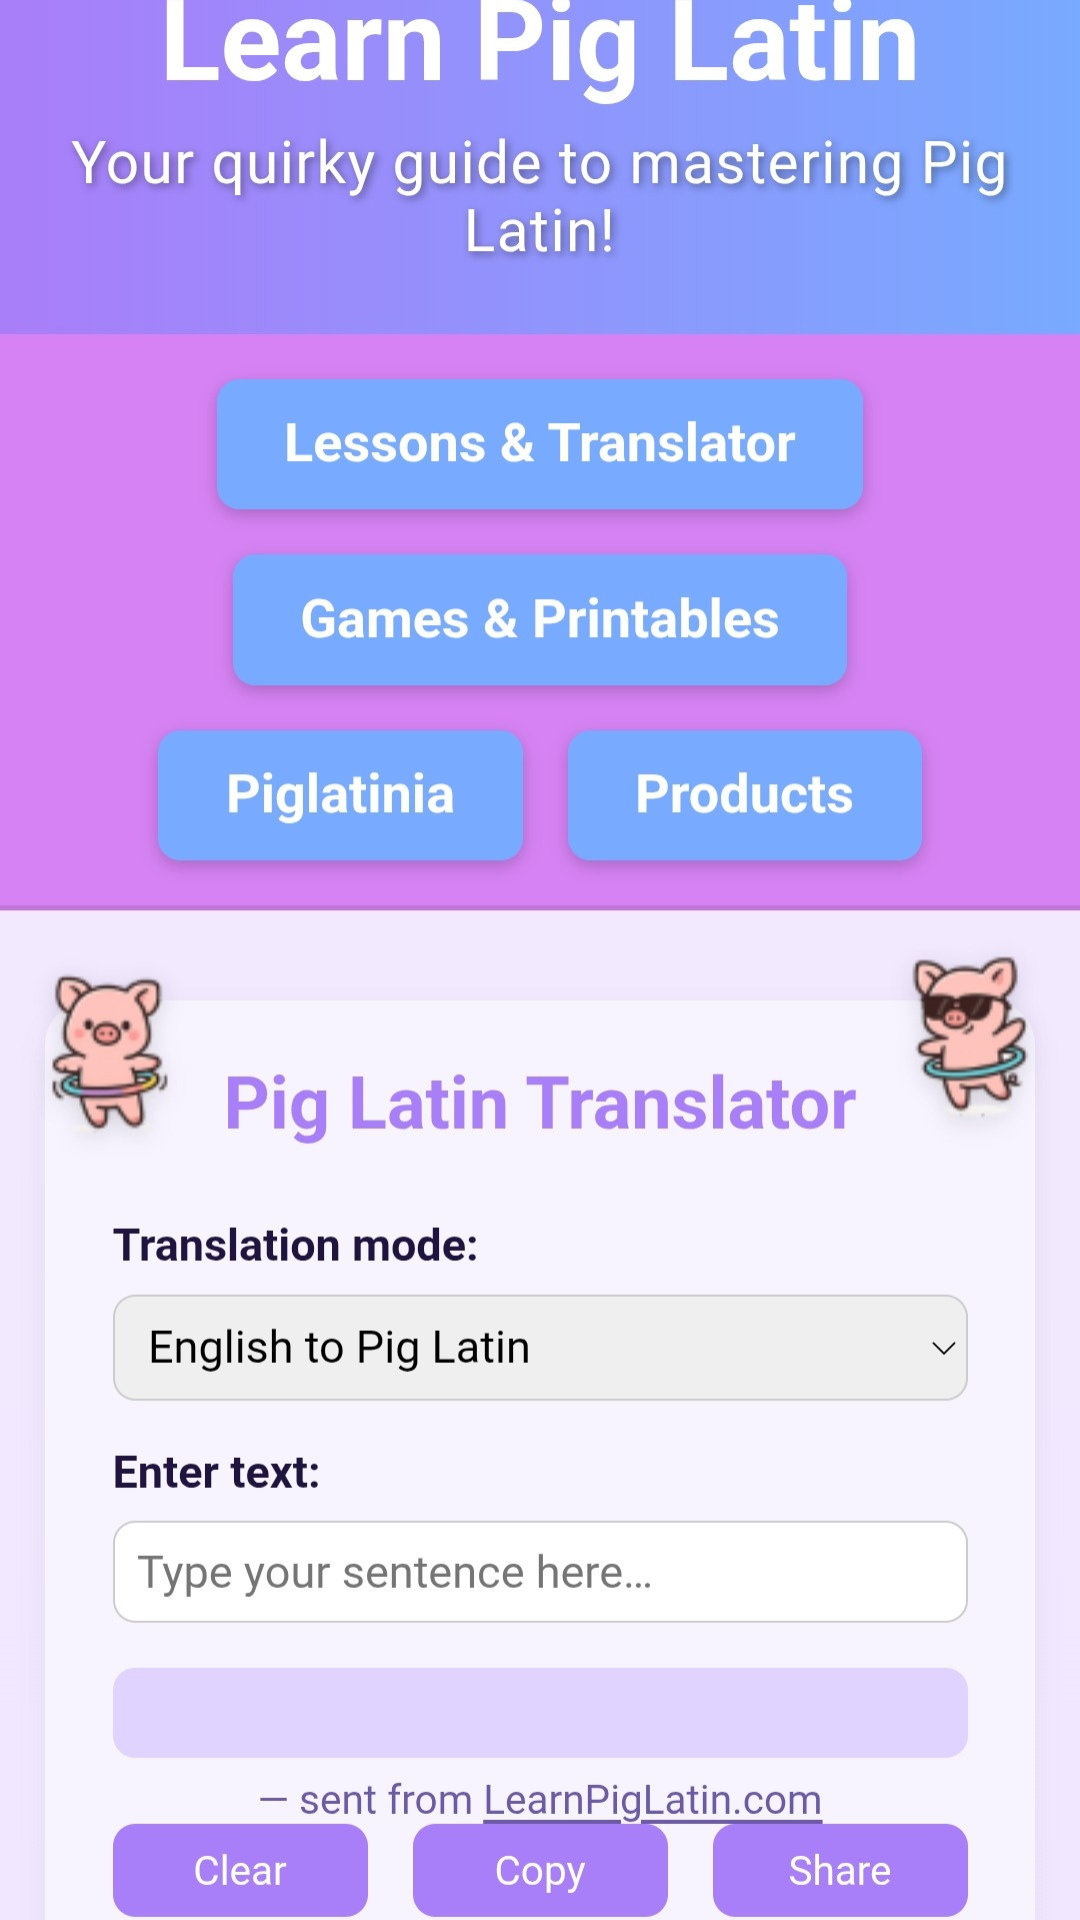 Learn Pig Latin
Your quirky guide to mastering Pig
Latin!
Lessons & Translator
Games & Printables
Piglatinia
Products
Pig Latin Translator
Translation mode:
English to Pig Latin
Enter text:
Type your sentence here...
— sent from LearnPigLatin.com
Clear
Copy
Share